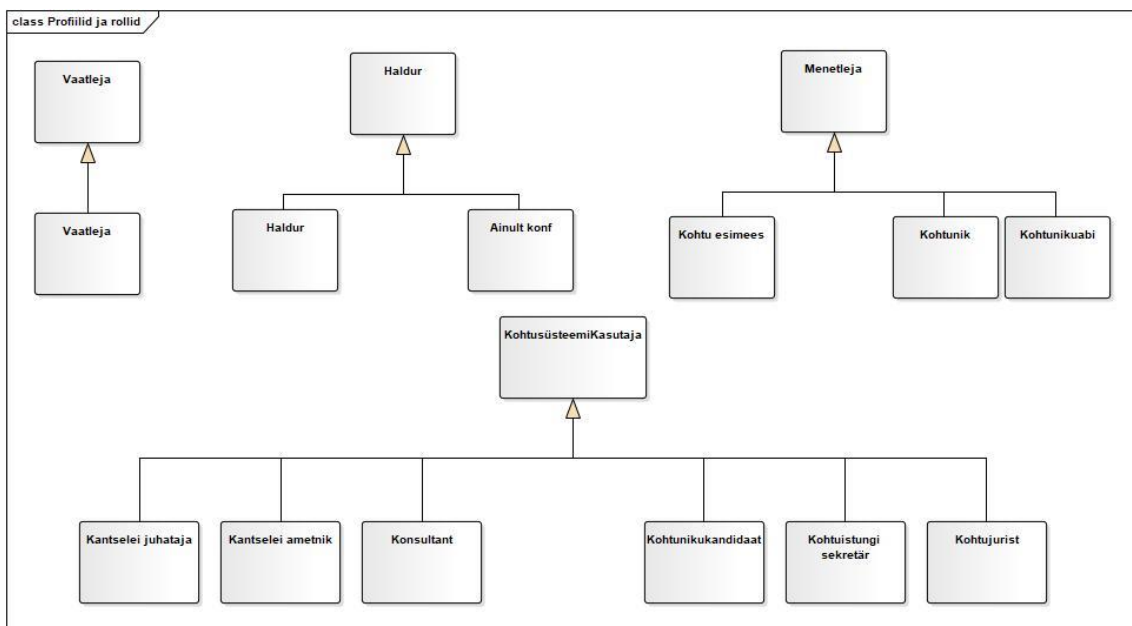 class Profiilid ja rollid
Vaatleja
Haldur
Menetleja
Vaatleja
Haldur
Ainult konf
Kohtu esimees
Kohtunik
Kohtunikuabi
KohtusüsteemiKasutaja
Kantselei juhataja
Kantselei ametnik
Konsultant
Kohtunikukandidaat
Kohtuistungi
sekretär
Kohtujurist